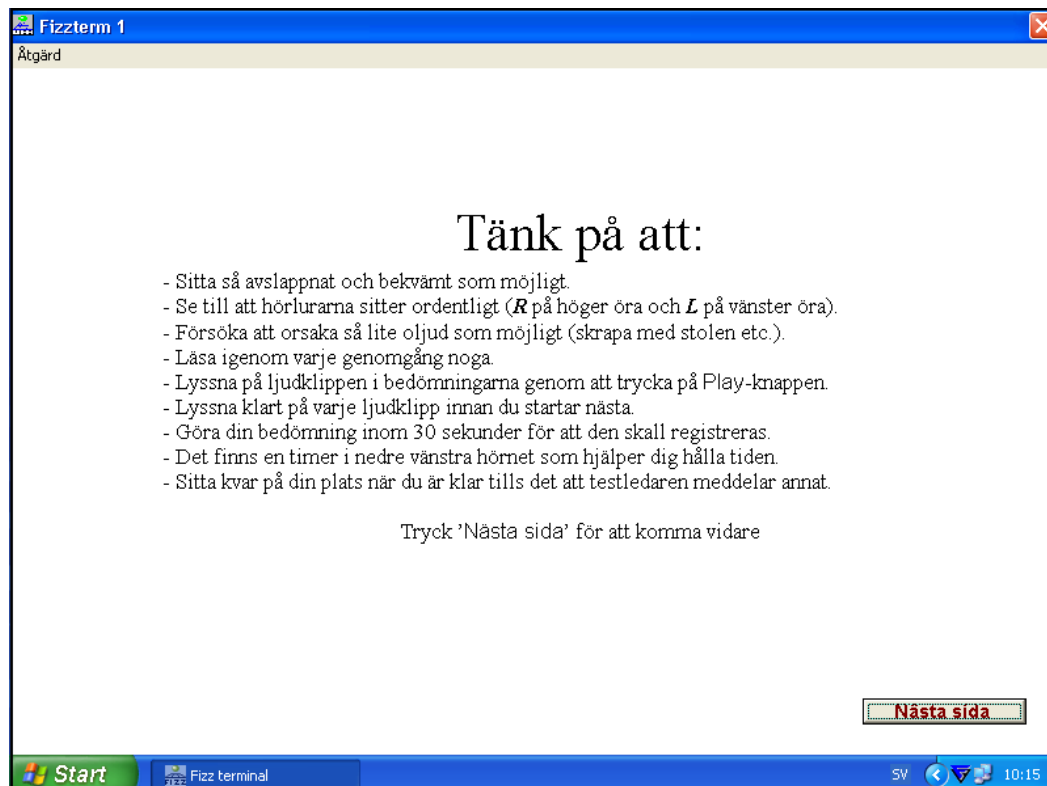 Fizzterm 1
Åtgärd
Tänk på att:
- Sitta så avslappnat och bekvämt som möjligt.
- Se till att hörlurarna sitter ordentligt (R på höger öra och L på vänster öra).
- Försöka att orsaka så lite oljud som möjligt (skrapa med stolen etc.).
- Läsa igenom varje genomgång noga.
- Lyssna på ljudklippen i bedömningarna genom att trycka på Play-knappen.
- Lyssna klart på varje ljudklipp innan du startar nästa.
- Göra din bedömning inom 30 sekunder för att den skall registreras.
- Det finns en timer i nedre vänstra hörnet som hjälper dig hålla tiden.
- Sitta kvar på din plats när du är klar tills det att testledaren meddelar annat.
Tryck 'Nästa sida' för att komma vidare
Nästa sida
Start
Fizz terminal
SV
10:15